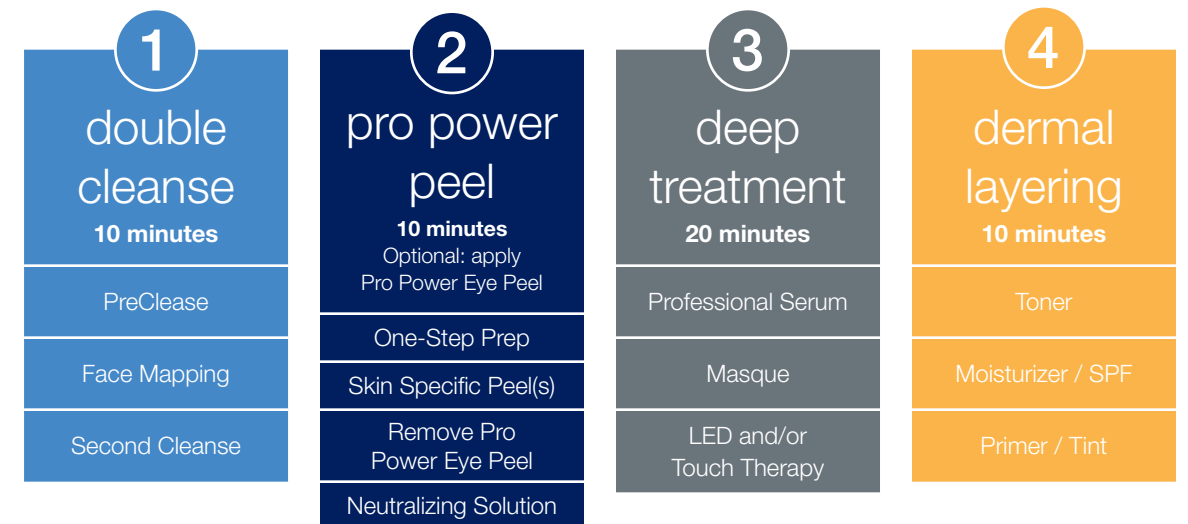 1
double
cleanse
10 minutes
PreClease
Face Mapping
Second Cleanse
2
pro power
peel
10 minutes
Optional: apply
Pro Power Eye Peel
One-Step Prep
Skin Specific Peel(s)
Remove Pro
Power Eye Peel
Neutralizing Solution
3
deep
treatment
20 minutes
Professional Serum
Masque
LED and/or
Touch Therapy
4
dermal
layering
10 minutes
Toner
Moisturizer / SPF
Primer / Tint